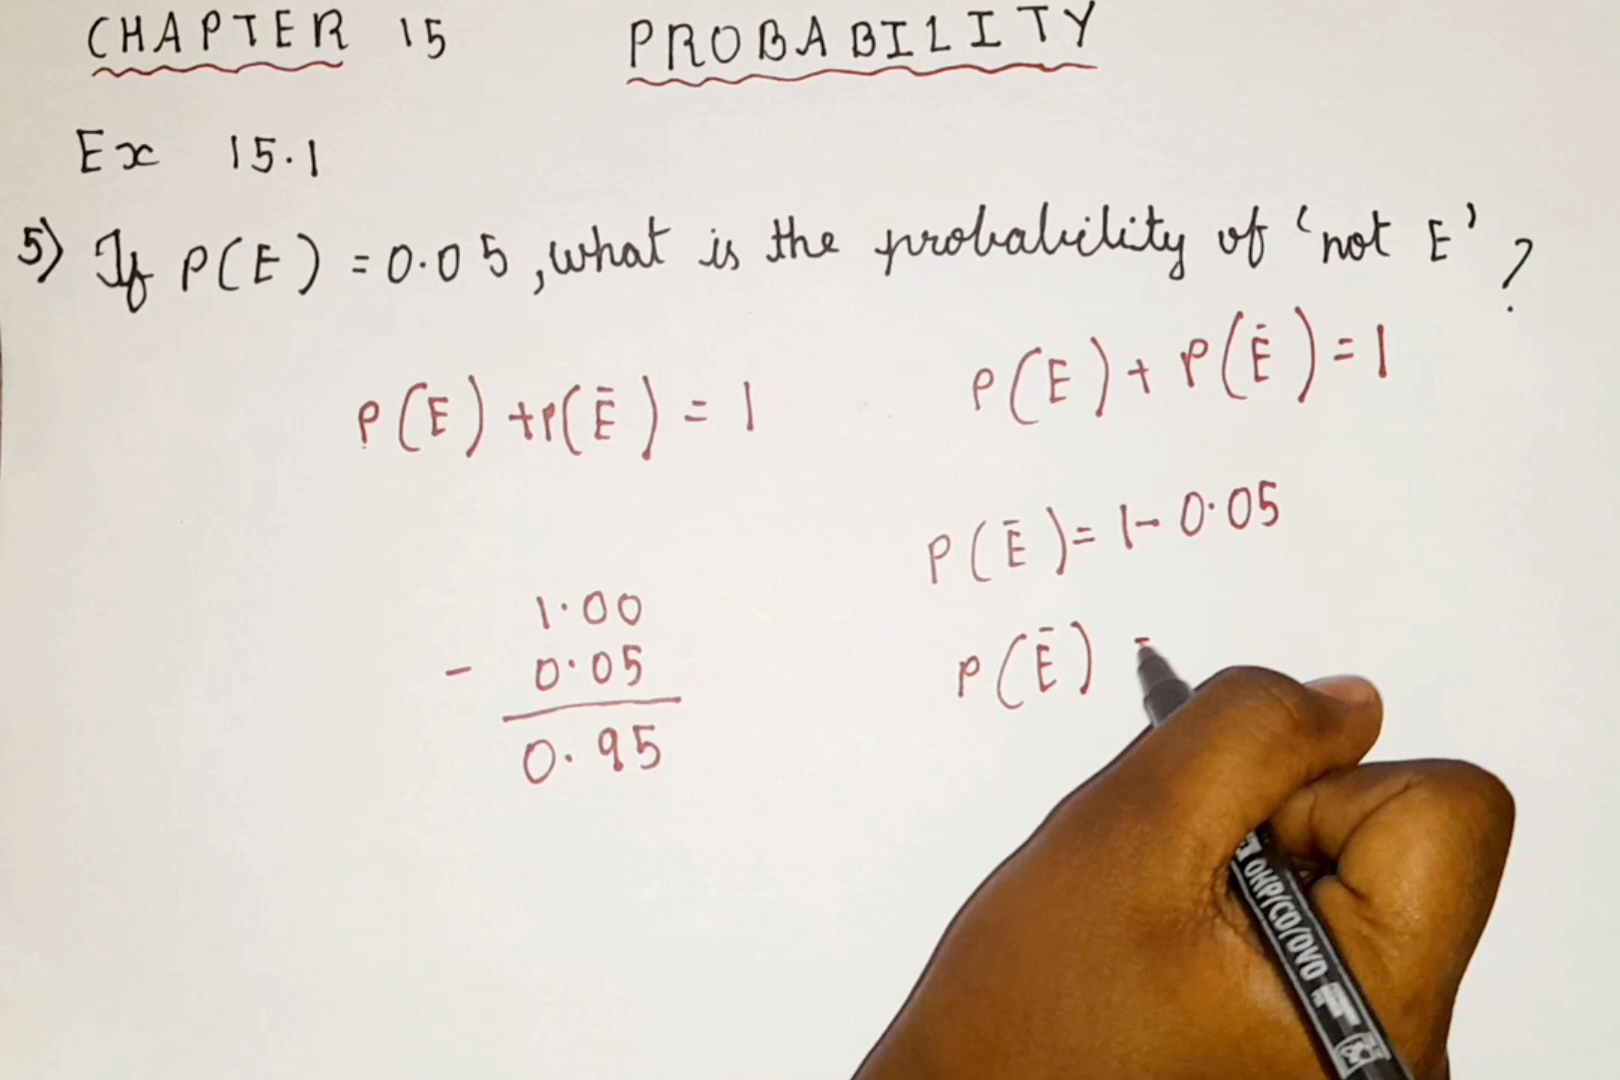 CHAPTER 15 PROBABILITY
Ex 15.1
5) If P(E) = 0.05, what is the probability of 'not E' ?
P(E) + P(Ē) = 1
P(E) + P(Ē) = 1
P(Ē) = 1 - 0.05
1.00
- 0.05
0.95
P(Ē) =
OHP/CD/DVD